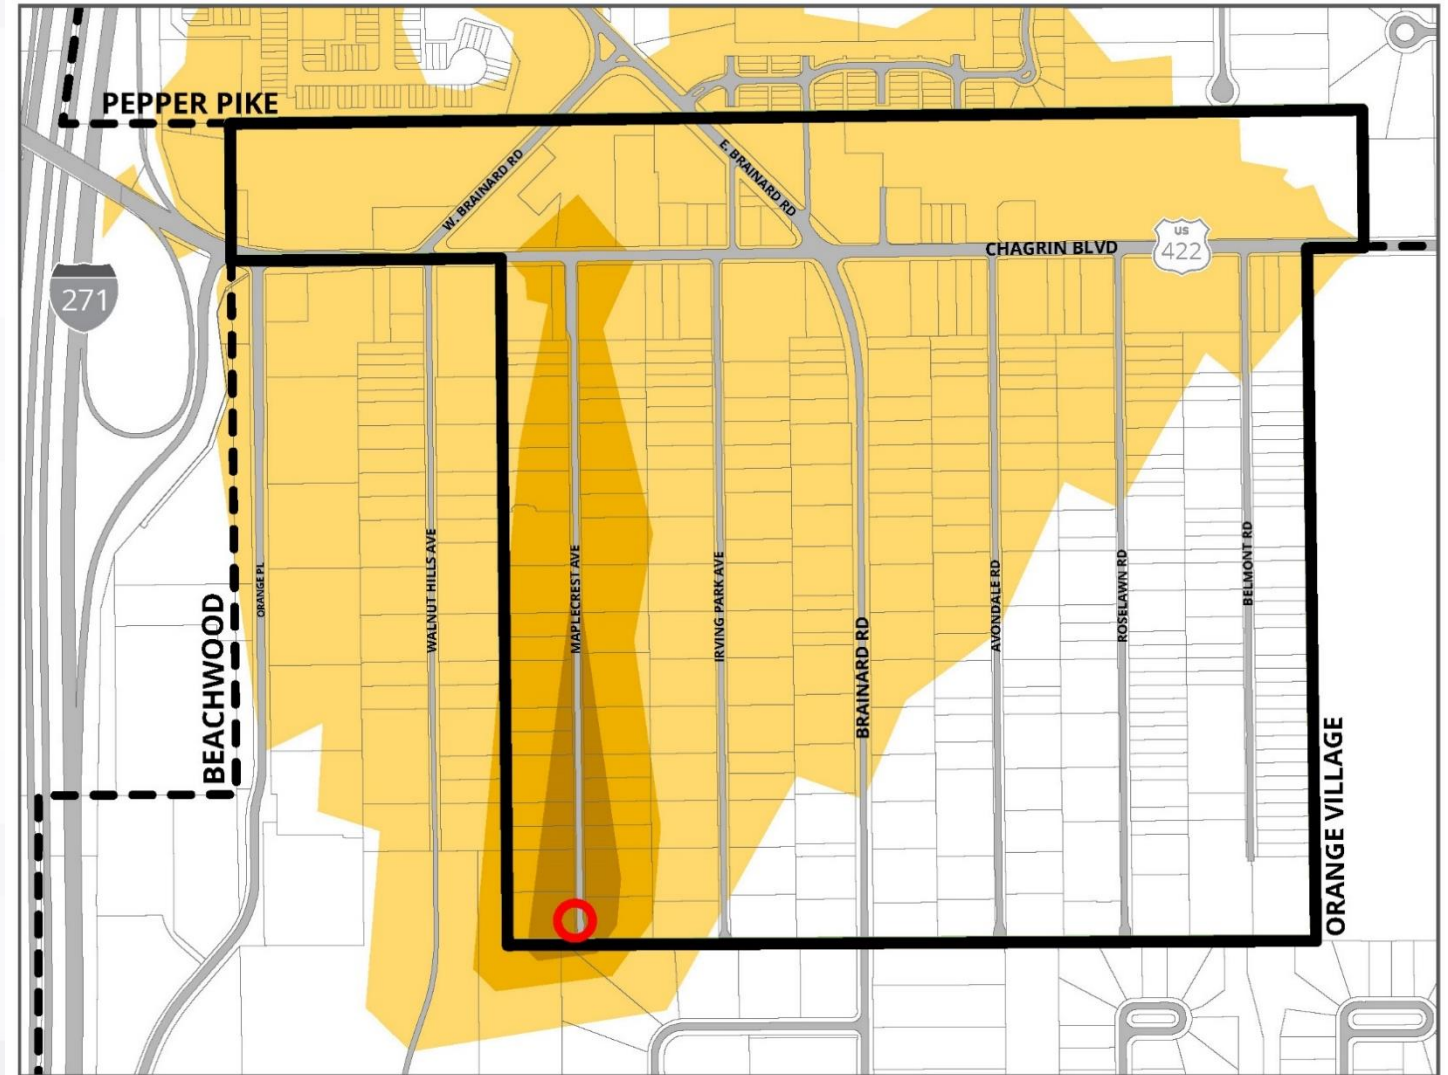 PEPPER PIKE
W. BRAINARD RD
E. BRAINARD RD
CHAGRIN BLVD
US
422
271
BEACHWOOD
ORANGE PL
WALNUT HILLS AVE
MAPLECREST AVE
IRVING PARK AVE
BRAINARD RD
AVONDALE RD
ROSELAWN RD
BELMONT RD
ORANGE VILLAGE